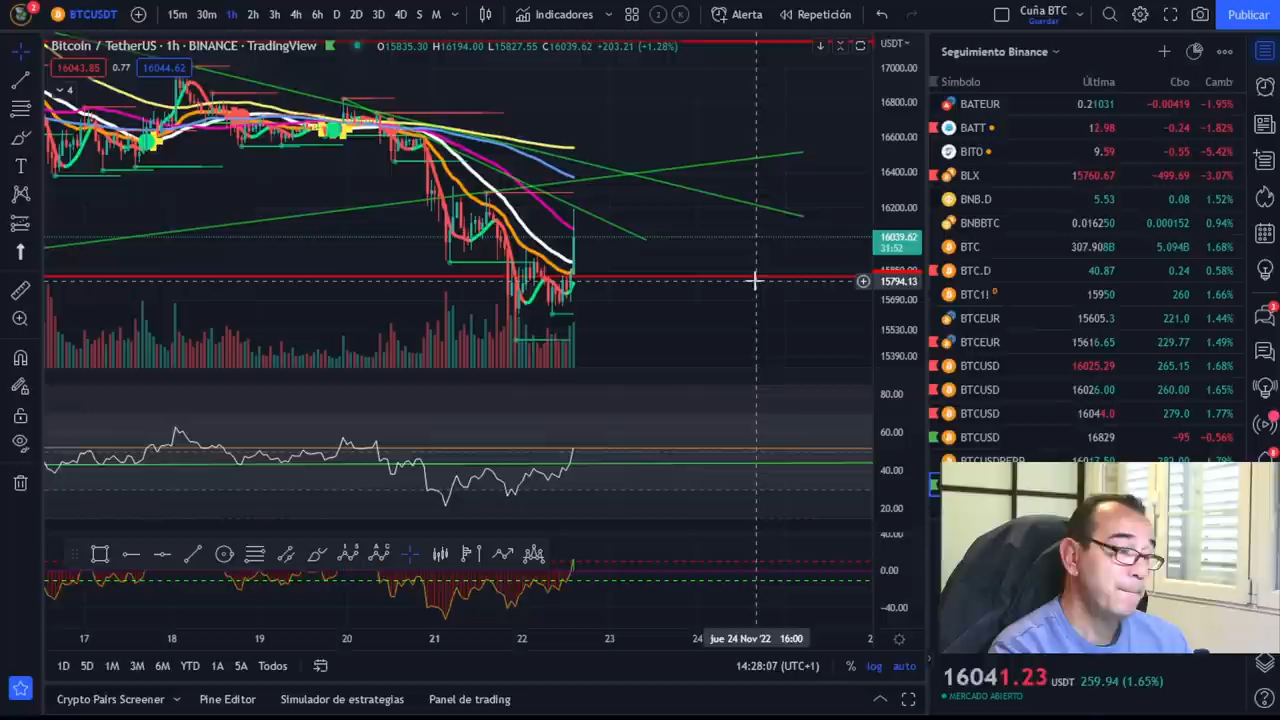 2
BTCUSDT
15m 30m 1h 2h 3h 4h 6h D 2D 3D 4D S M
Indicadores
Z K
Alerta
Repetición
Cuña BTC
Guardar
Publicar
Bitcoin / TetherUS · 1h · BINANCE · TradingView
O15835.30 H16194.00 L15827.55 C16039.62 +203.21 (+1.28%)
USDT
16043.85 0.77 16044.62
4
17000.00
16800.00
16600.00
16400.00
16200.00
16039.62
31:52
15794.13
15690.00
15530.00
15390.00
80.00
60.00
40.00
20.00
40.00
0.00
-40.00
17 18 19 20 21 22 23 24
jue 24 Nov '22 16:00
1D 5D 1M 3M 6M YTD 1A 5A Todos
14:28:07 (UTC+1) % log auto
Crypto Pairs Screener Pine Editor Simulador de estrategias Panel de trading
Seguimiento Binance
Símbolo Última Cbo Camb
BATEUR 0.21031 -0.00419 -1.95%
BATT 12.98 -0.24 -1.82%
BITO 9.59 -0.55 -5.42%
BLX 15760.67 -499.69 -3.07%
BNB.D 5.53 0.08 1.52%
BNBBTC 0.016250 0.000152 0.94%
BTC 307.908B 5.094B 1.68%
BTC.D 40.87 0.24 0.58%
BTC1! D 15950 260 1.66%
BTCEUR 15605.3 221.0 1.44%
BTCEUR 15616.65 229.77 1.49%
BTCUSD 16025.29 265.15 1.68%
BTCUSD 16026.00 260.00 1.65%
BTCUSD 16044.0 279.0 1.77%
BTCUSD 16829 -95 -0.56%
16041.23 USDT 259.94 (1.65%)
MERCADO ABIERTO